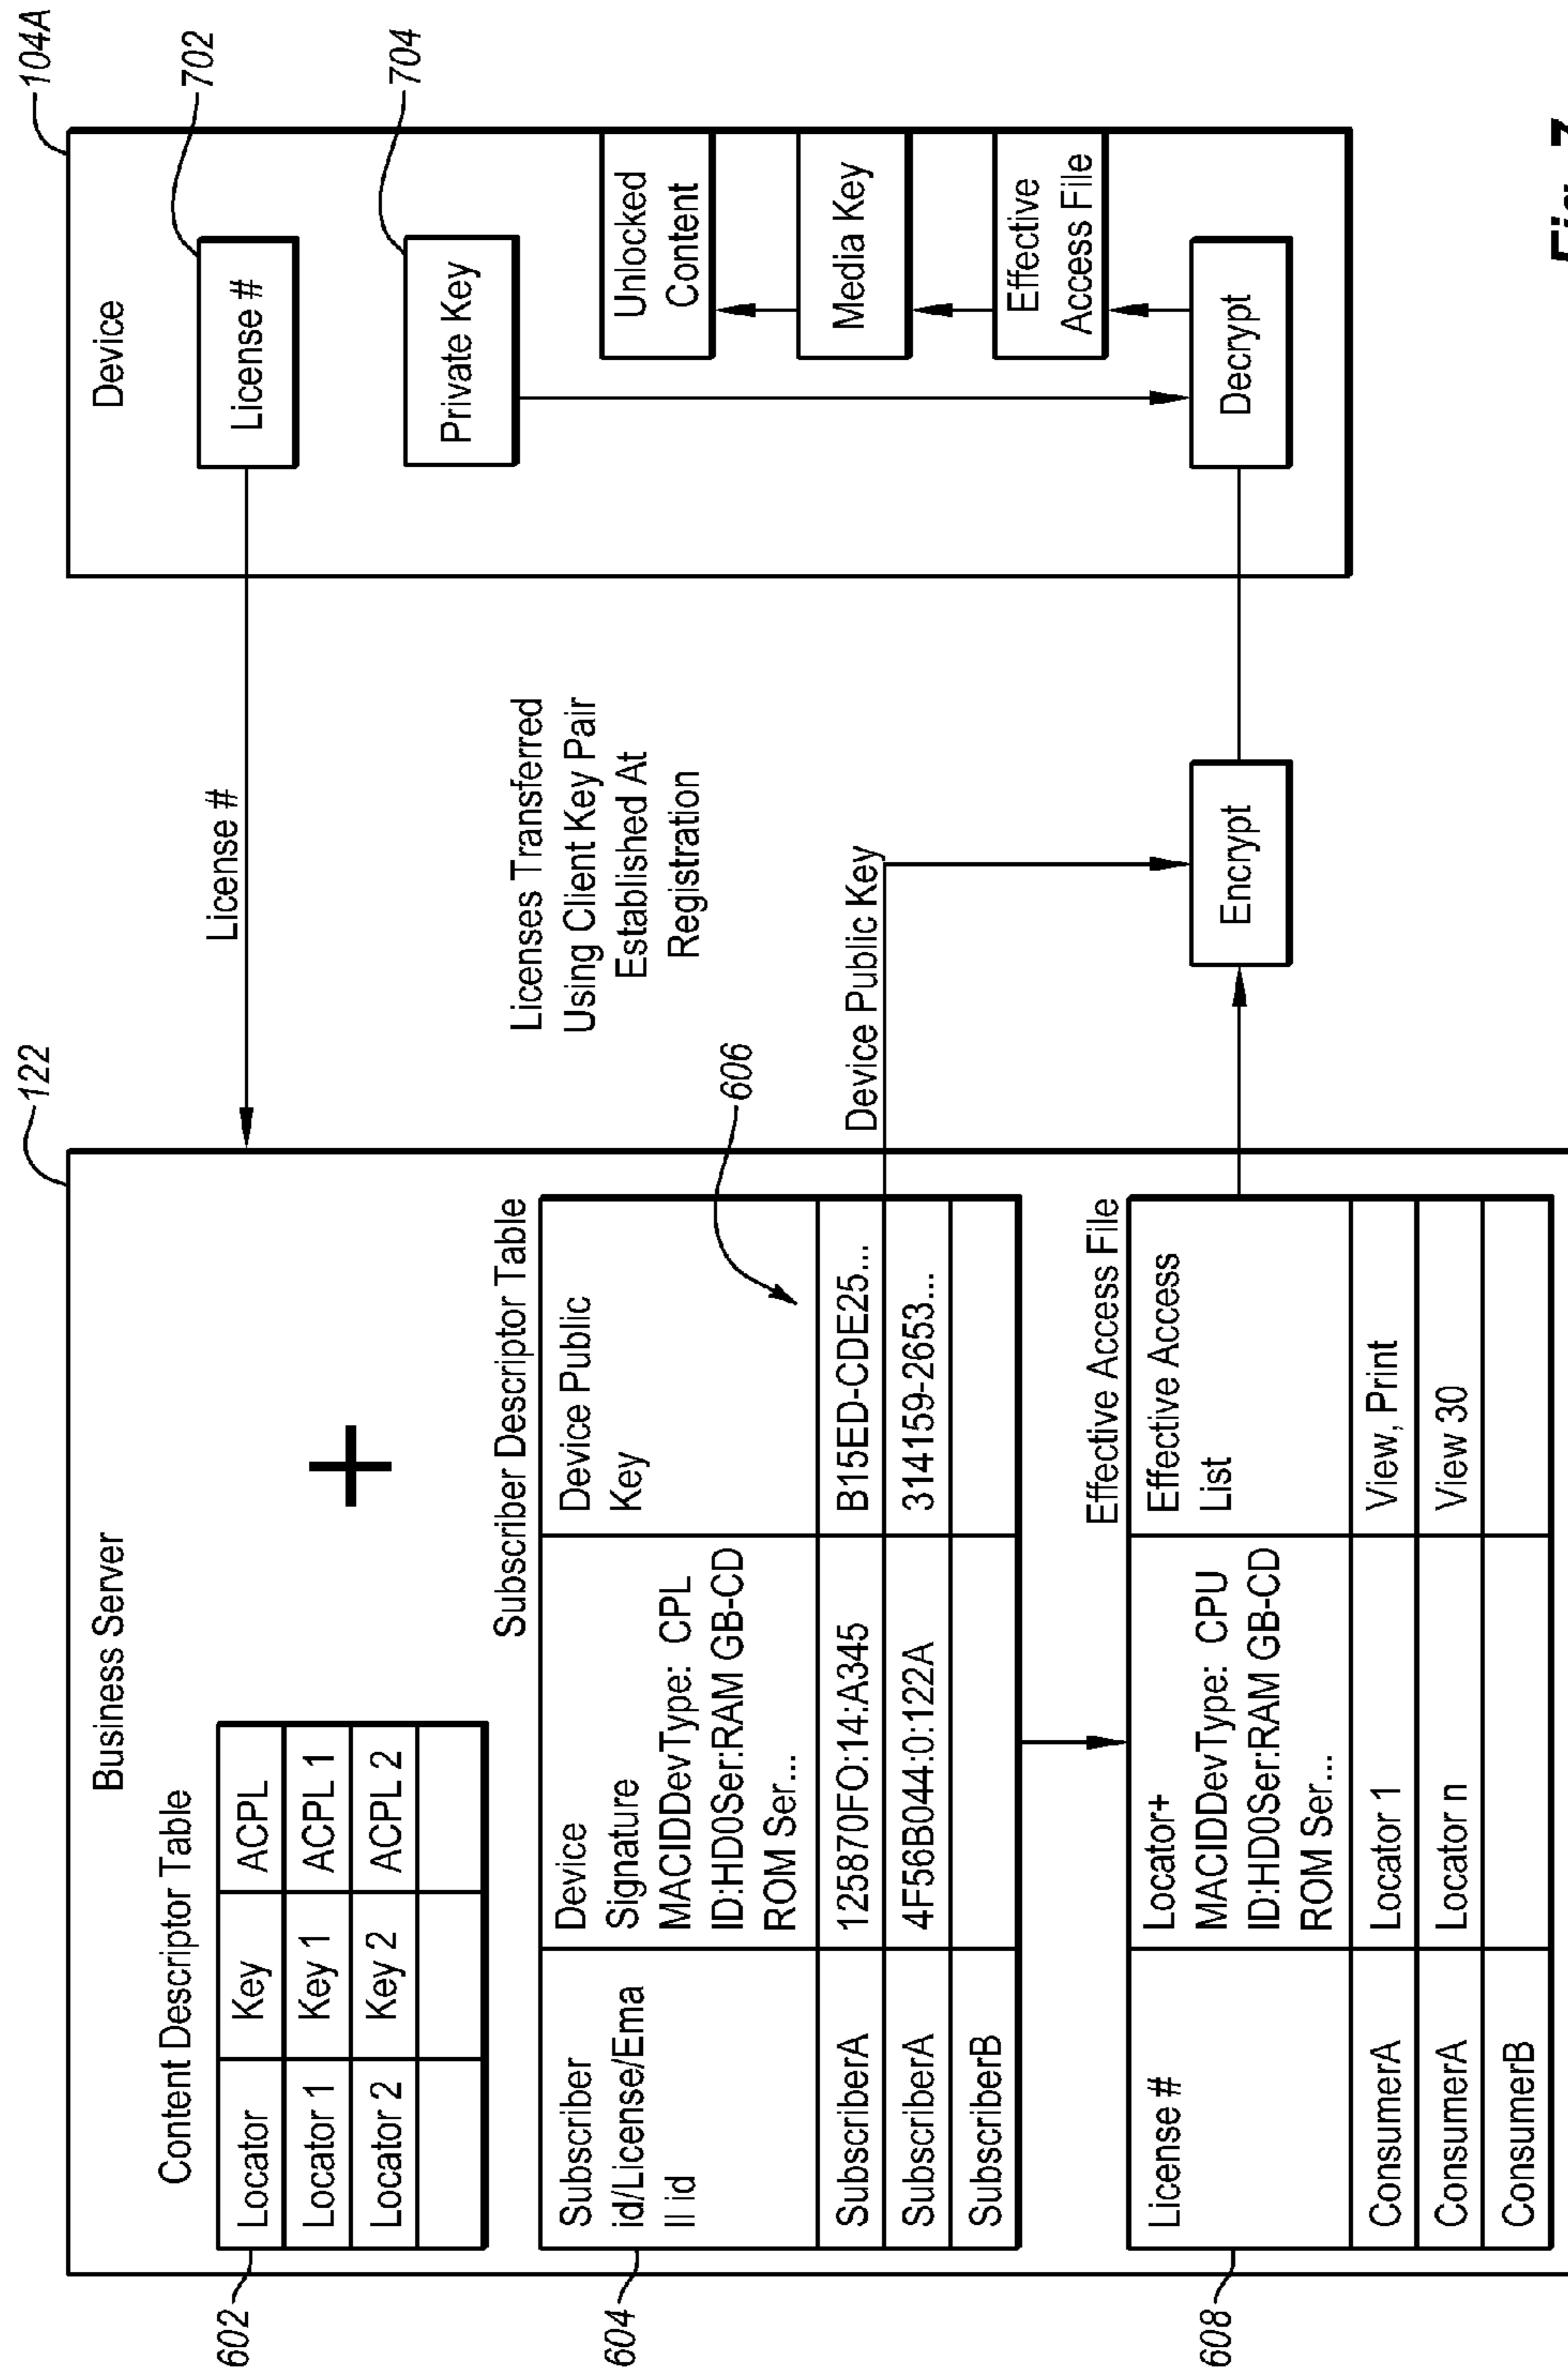 122
104A
Business Server
Device
Content Descriptor Table
Locator Key ACPL
Locator 1 Key 1 ACPL 1
Locator 2 Key 2 ACPL 2
602
License #
License #
702
Licenses Transferred
Using Client Key Pair
Established At
Registration
Private Key
704
Subscriber Descriptor Table
Subscriber
id/License/Ema
Il id
Device
Signature
MACIDDevType: CPL
ID:HD0Ser:RAM GB-CD
ROM Ser...
Device Public
Key
604
606
SubscriberA 125870FO:14:A345 B15ED-CDE25...
SubscriberA 4F56B044:0:122A 314159-2653...
SubscriberB
Device Public Key
Unlocked
Content
Media Key
Effective
Access File
Effective Access File
License #
Locator+
MACIDDevType: CPU
ID:HD0Ser:RAM GB-CD
ROM Ser...
Effective Access
List
608
ConsumerA Locator 1 View, Print
ConsumerA Locator n View 30
ConsumerB
Encrypt
Decrypt